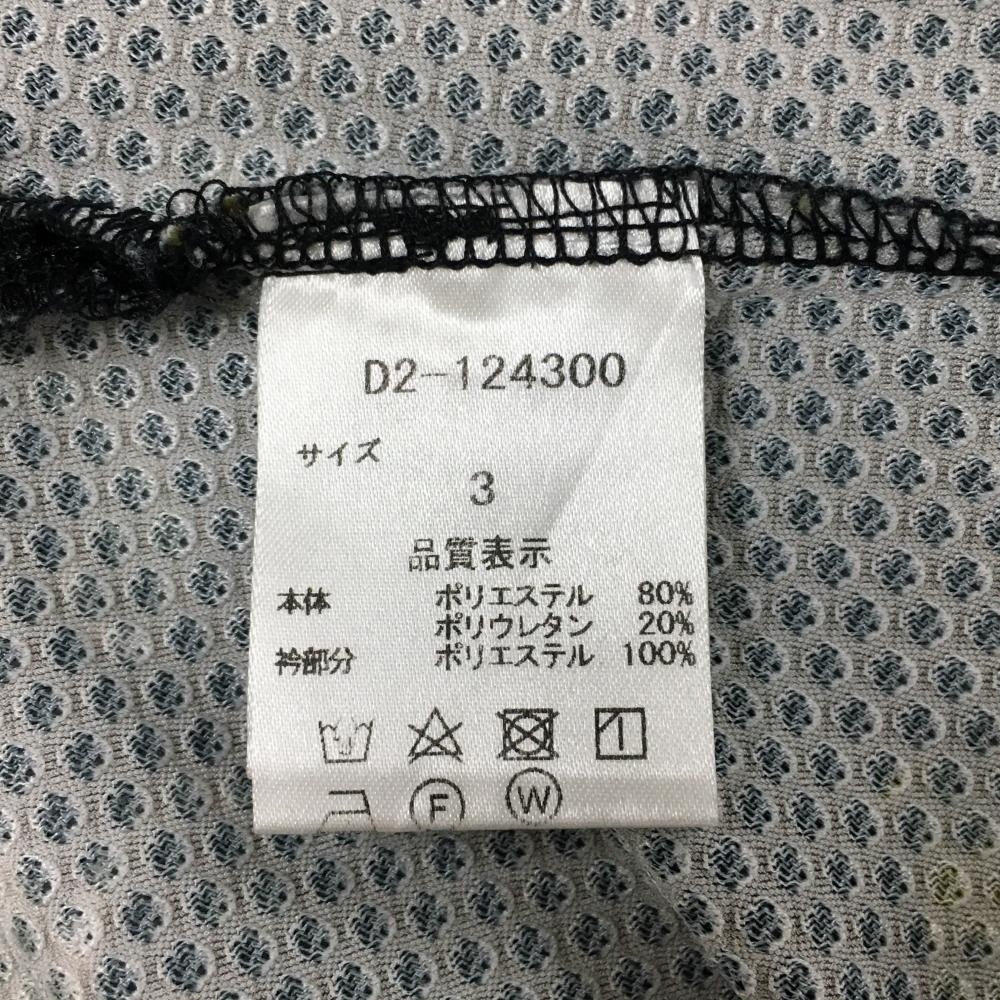 D2-124300
サイズ
3
品質表示
本体 ポリエステル 80%
ポリウレタン 20%
衿部分 ポリエステル 100%
F W